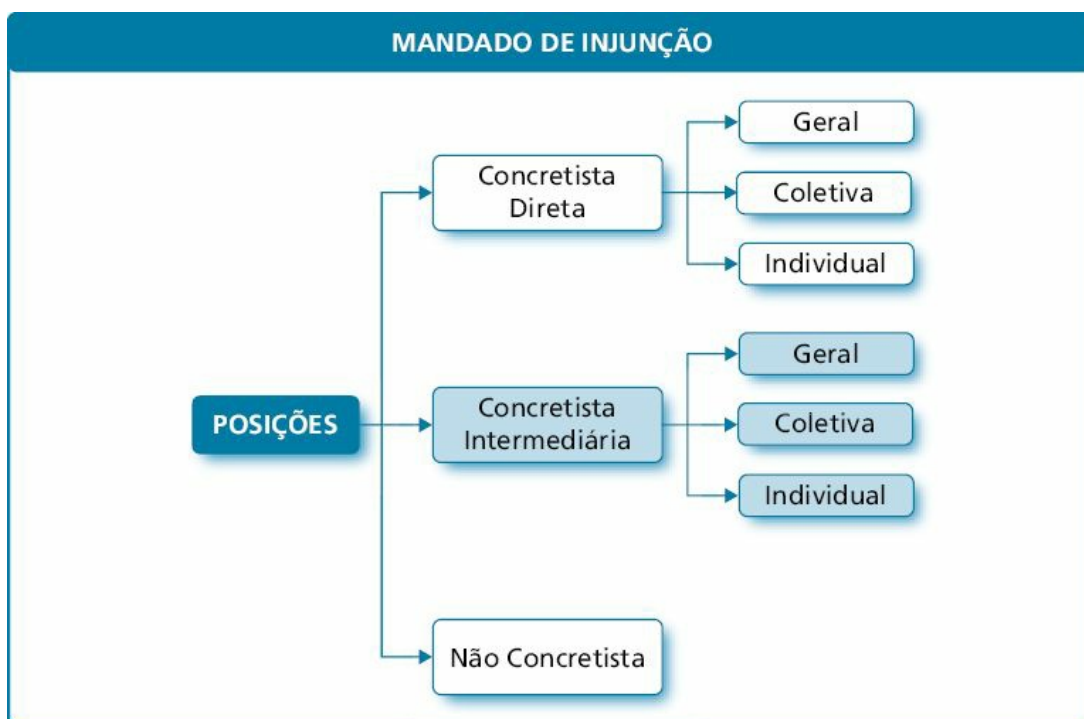 MANDADO DE INJUNÇÃO
POSIÇÕES
Concretista
Direta
Geral
Coletiva
Individual
Concretista
Intermediária
Geral
Coletiva
Individual
Não Concretista